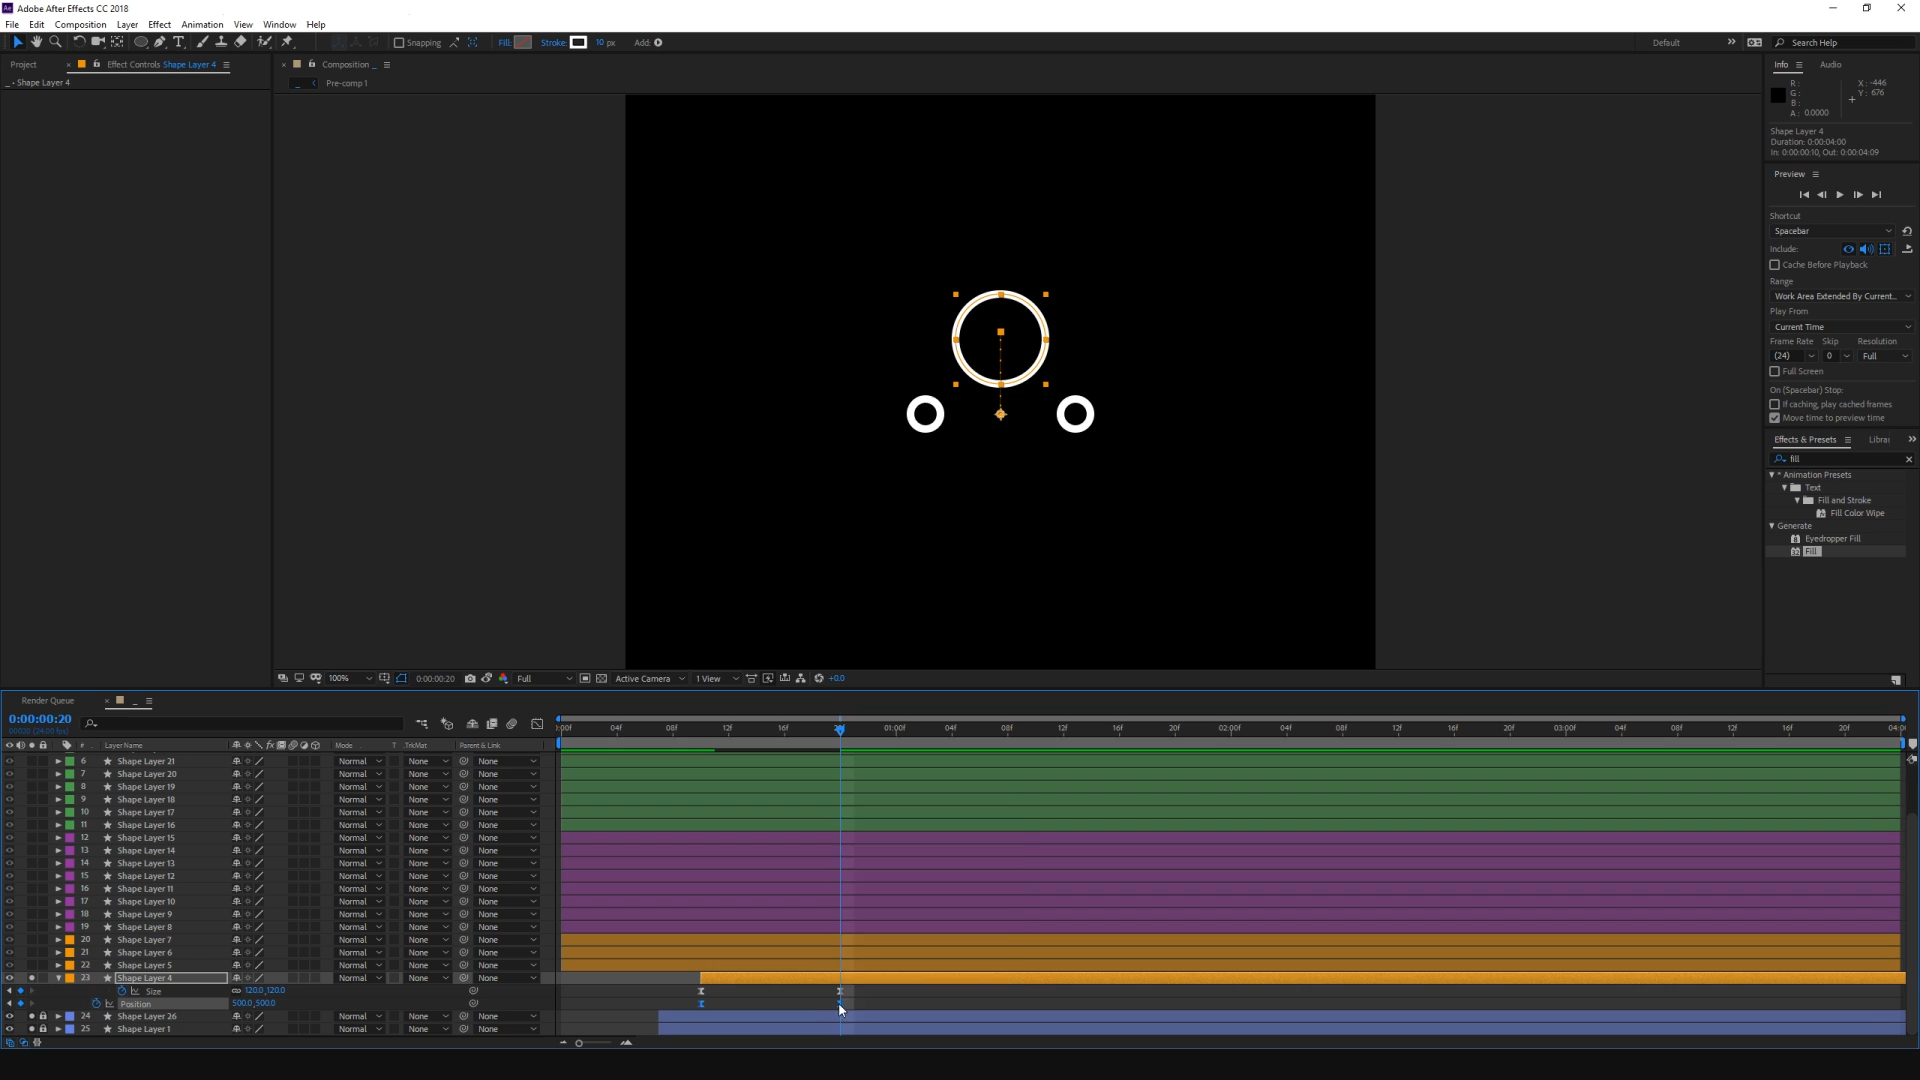 Adobe After Effects CC 2018
File Edit Composition Layer Effect Animation View Window Help
Snapping Fill: Stroke: 10 px Add: Default Search Help
Project Effect Controls Shape Layer 4
_ - Shape Layer 4
Composition _
_ Pre-comp 1
Info Audio
R: X: -446
G: Y: 676
B:
A: 0.0000
Shape Layer 4
Duration: 0:00:04:00
In: 0:00:00:10, Out: 0:00:04:09
Preview
Shortcut
Spacebar
Include:
Cache Before Playback
Range
Work Area Extended By Current...
Play From
Current Time
Frame Rate Skip Resolution
(24) 0 Full
Full Screen
On (Spacebar) Stop:
If caching, play cached frames
Move time to preview time
Effects & Presets Librai
fill
* Animation Presets
Text
Fill and Stroke
Fill Color Wipe
Generate
Eyedropper Fill
Fill
100% 0:00:00:20 Full Active Camera 1 View +0.0
Render Queue _
0:00:00:20
00020 (24.00 fps)
:00f 04f 08f 12f 16f 20f 01:00f 04f 08f 12f 16f 20f 02:00f 04f 08f 12f 16f 20f 03:00f 04f 08f 12f 16f 20f 04:0
# Layer Name Mode T .TrkMat Parent & Link
6 Shape Layer 21 Normal None None
7 Shape Layer 20 Normal None None
8 Shape Layer 19 Normal None None
9 Shape Layer 18 Normal None None
10 Shape Layer 17 Normal None None
11 Shape Layer 16 Normal None None
12 Shape Layer 15 Normal None None
13 Shape Layer 14 Normal None None
14 Shape Layer 13 Normal None None
15 Shape Layer 12 Normal None None
16 Shape Layer 11 Normal None None
17 Shape Layer 10 Normal None None
18 Shape Layer 9 Normal None None
19 Shape Layer 8 Normal None None
20 Shape Layer 7 Normal None None
21 Shape Layer 6 Normal None None
22 Shape Layer 5 Normal None None
23 Shape Layer 4 Normal None None
Size 120.0,120.0
Position 500.0,500.0
24 Shape Layer 26 Normal None None
25 Shape Layer 1 Normal None None